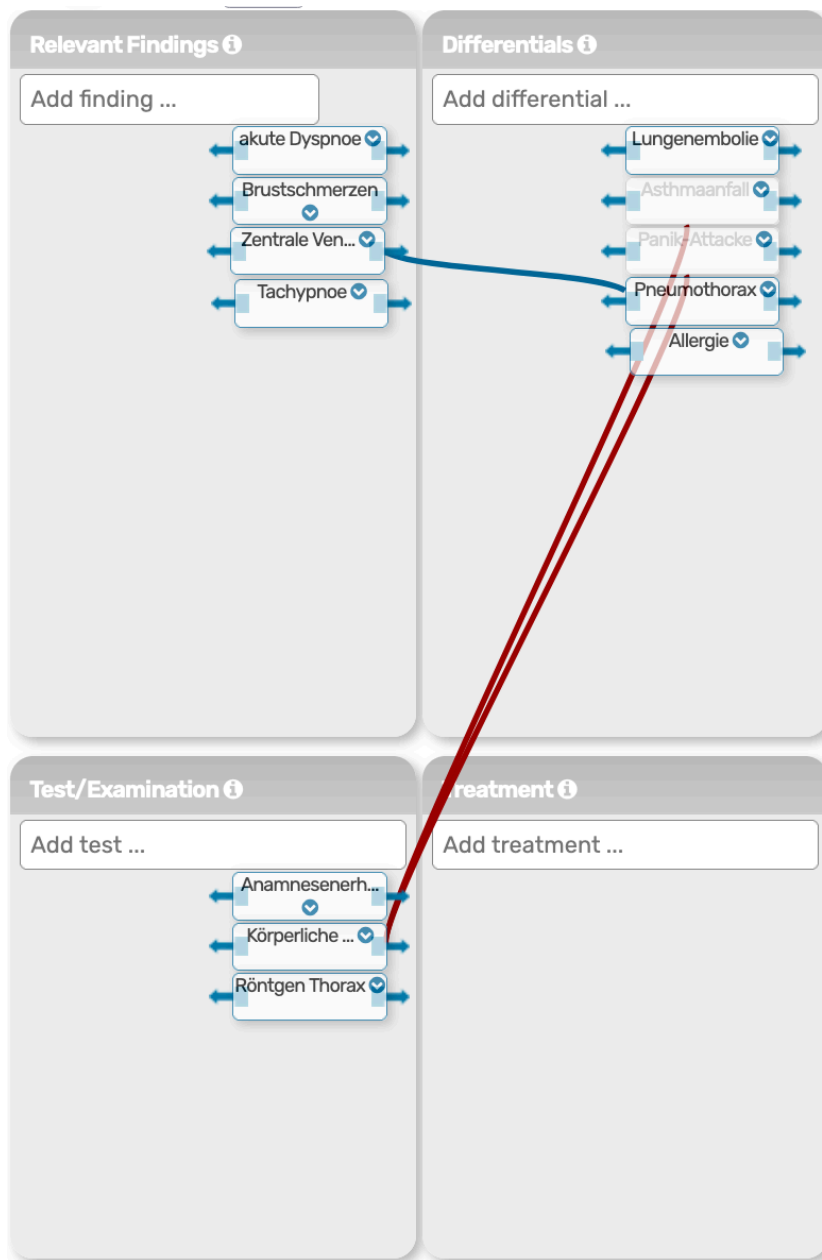 Relevant Findings
Add finding ...
akute Dyspnoe
Brustschmerzen
Zentrale Ven...
Tachypnoe
Differentials
Add differential ...
Lungenembolie
Asthmaanfall
Panik-Attacke
Pneumothorax
Allergie
Test/Examination
Add test ...
Anamnesenerh...
Körperliche ...
Röntgen Thorax
Treatment
Add treatment ...